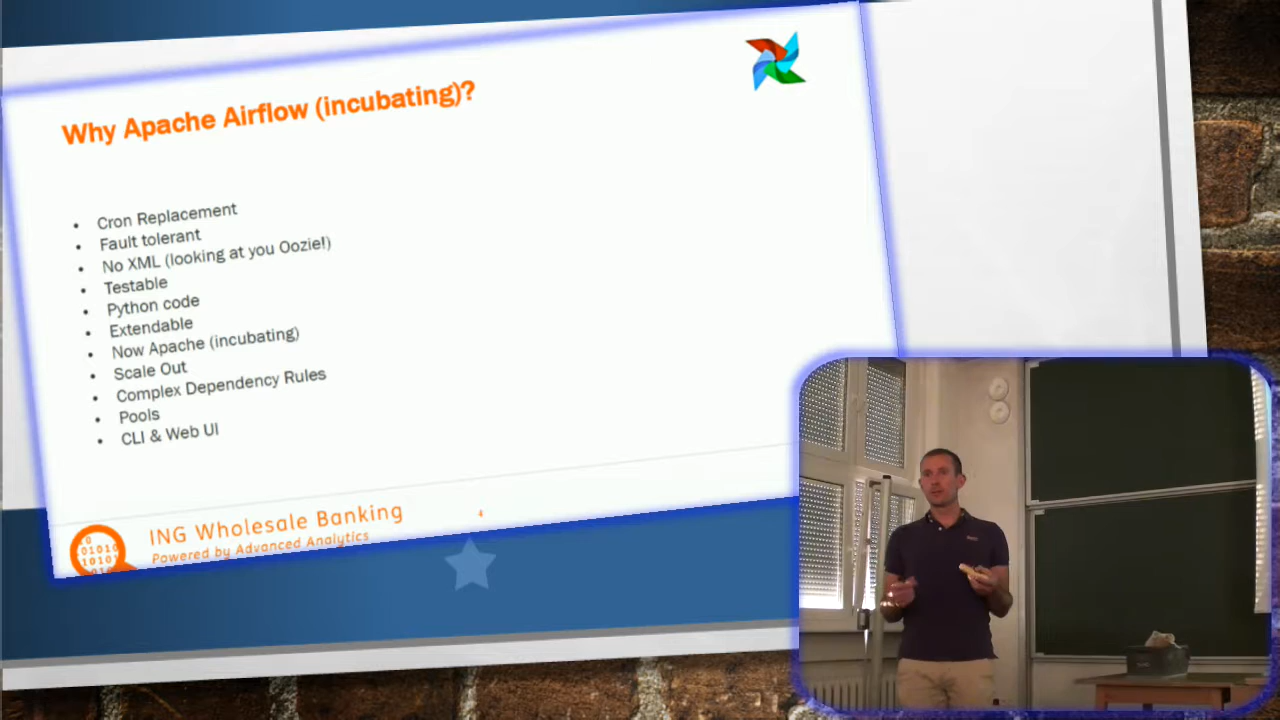 Why Apache Airflow (incubating)?
• Cron Replacement
• Fault tolerant
• No XML (looking at you Oozie!)
• Testable
• Python code
• Extendable
• Now Apache (incubating)
• Scale Out
• Complex Dependency Rules
• Pools
• CLI & Web UI
ING Wholesale Banking
Powered by Advanced Analytics
4